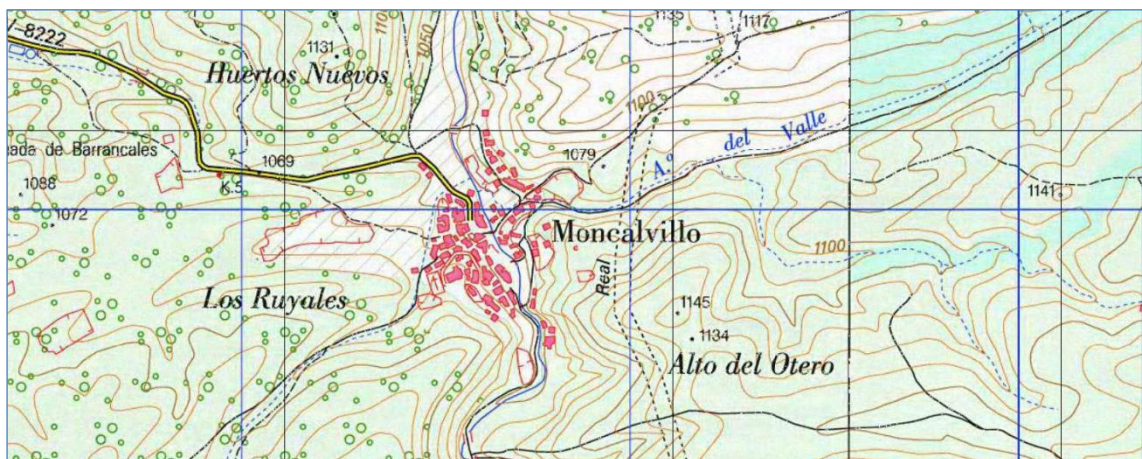 -8222
1131
Huertos Nuevos
110
1050
1135
1117
1100
ada de Barrancales
1069
K.5
1088
1072
1079
A.º del Valle
1141
Moncalvillo
1100
Los Ruyales
Real
1145
1134
Alto del Otero